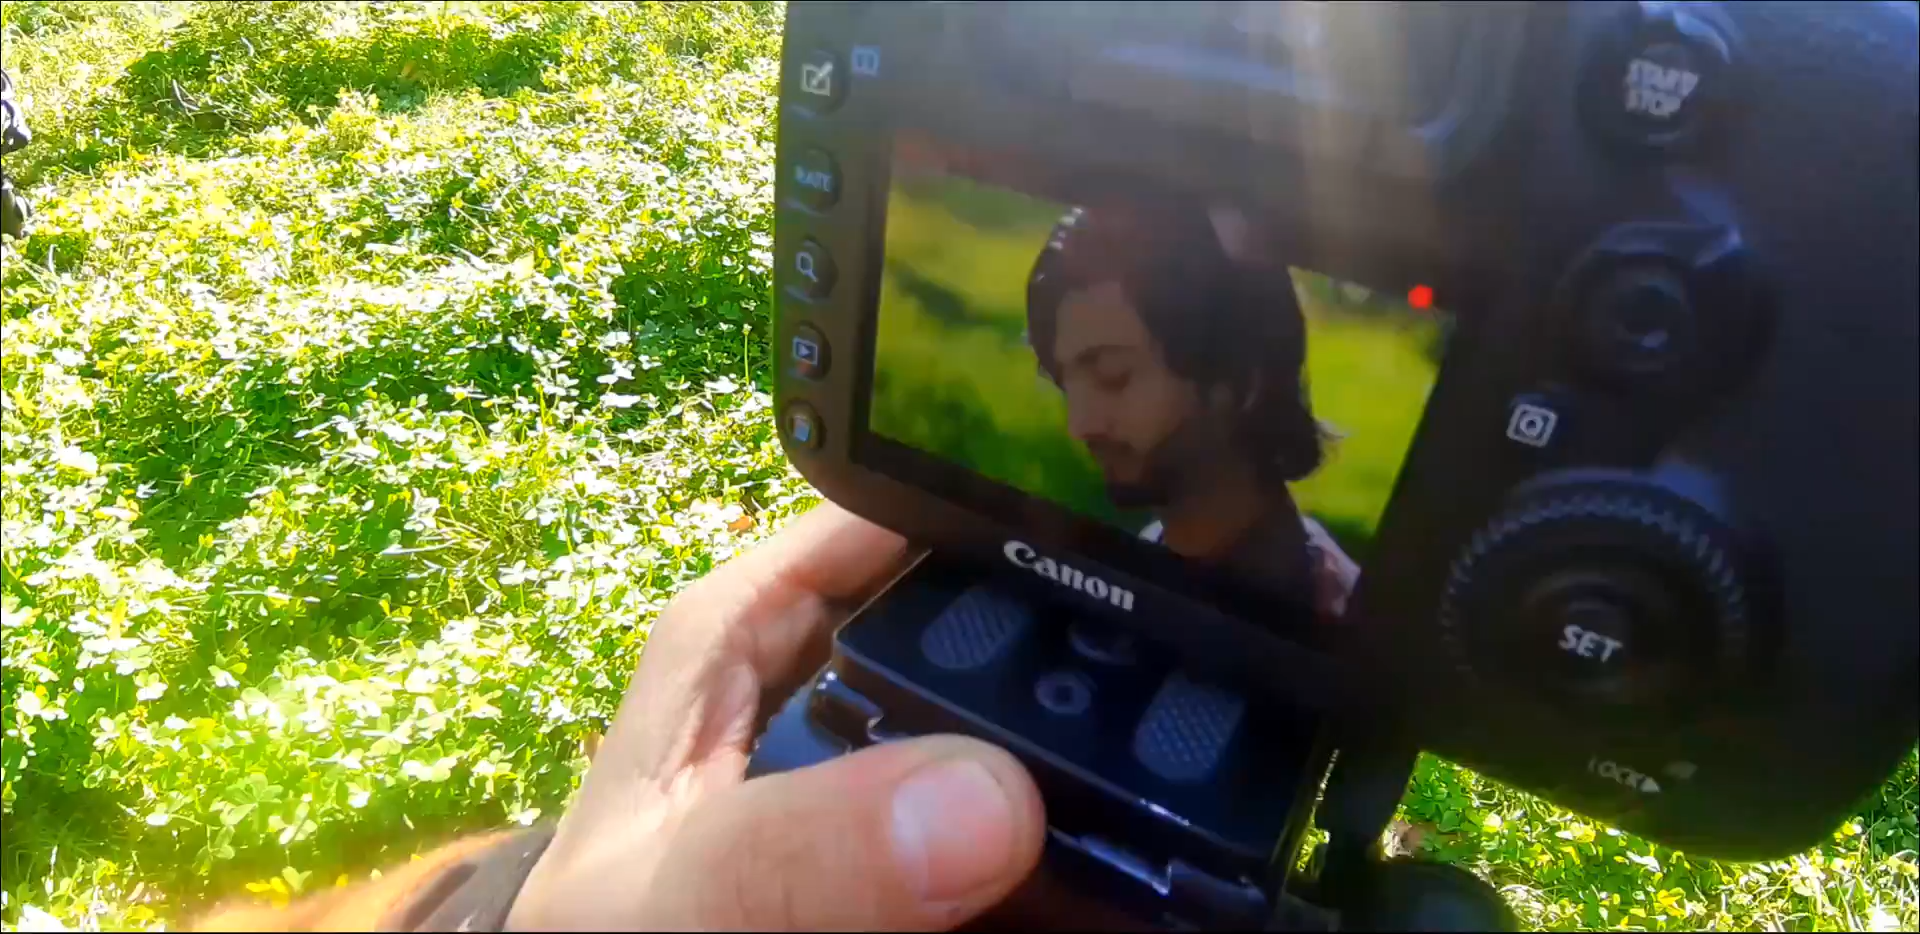 START/
STOP
RATE
Q
Canon
SET
LOCK▶